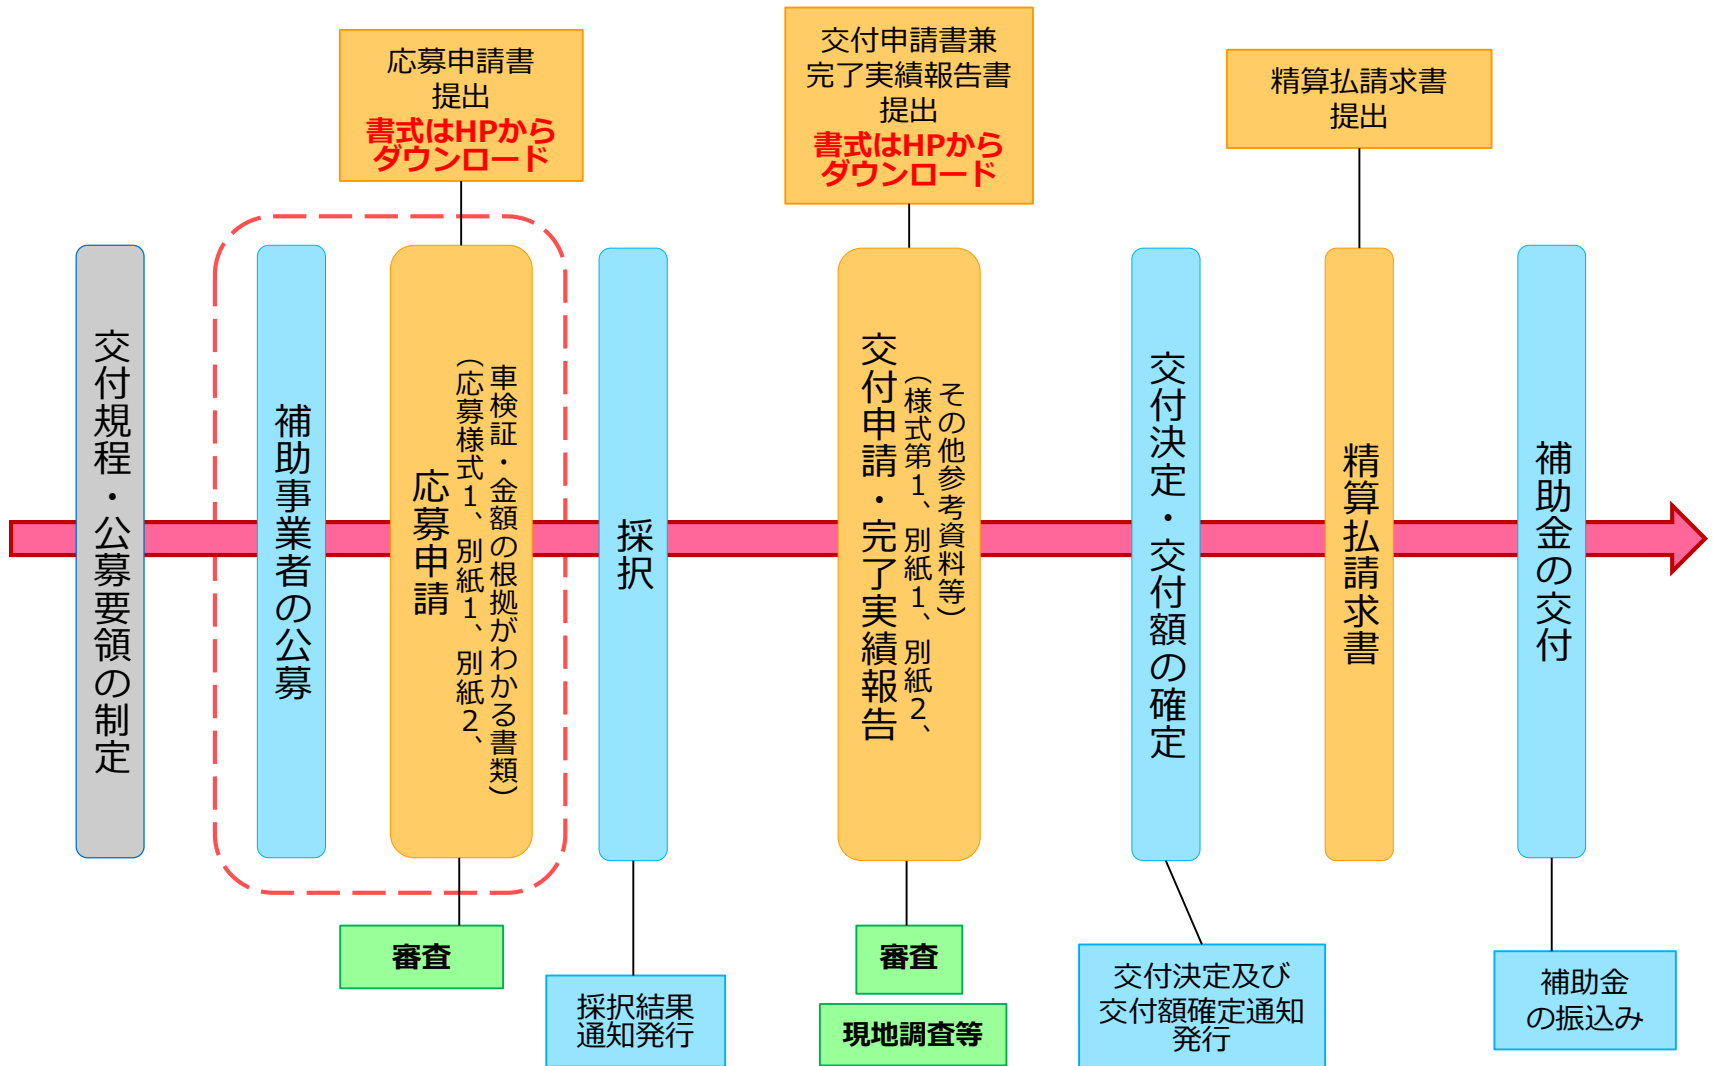 応募申請書
提出
書式はHPから
ダウンロード
交付申請書兼
完了実績報告書
提出
書式はHPから
ダウンロード
精算払請求書
提出
交付規程・公募要領の制定
補助事業者の公募
応募申請
(応募様式1、別紙1、別紙2、
車検証・金額の根拠がわかる書類)
採択
交付申請・完了実績報告
(様式第1、別紙1、別紙2、
その他参考資料等)
交付決定・交付額の確定
精算払請求書
補助金の交付
審査
採択結果
通知発行
審査
現地調査等
交付決定及び
交付額確定通知
発行
補助金
の振込み